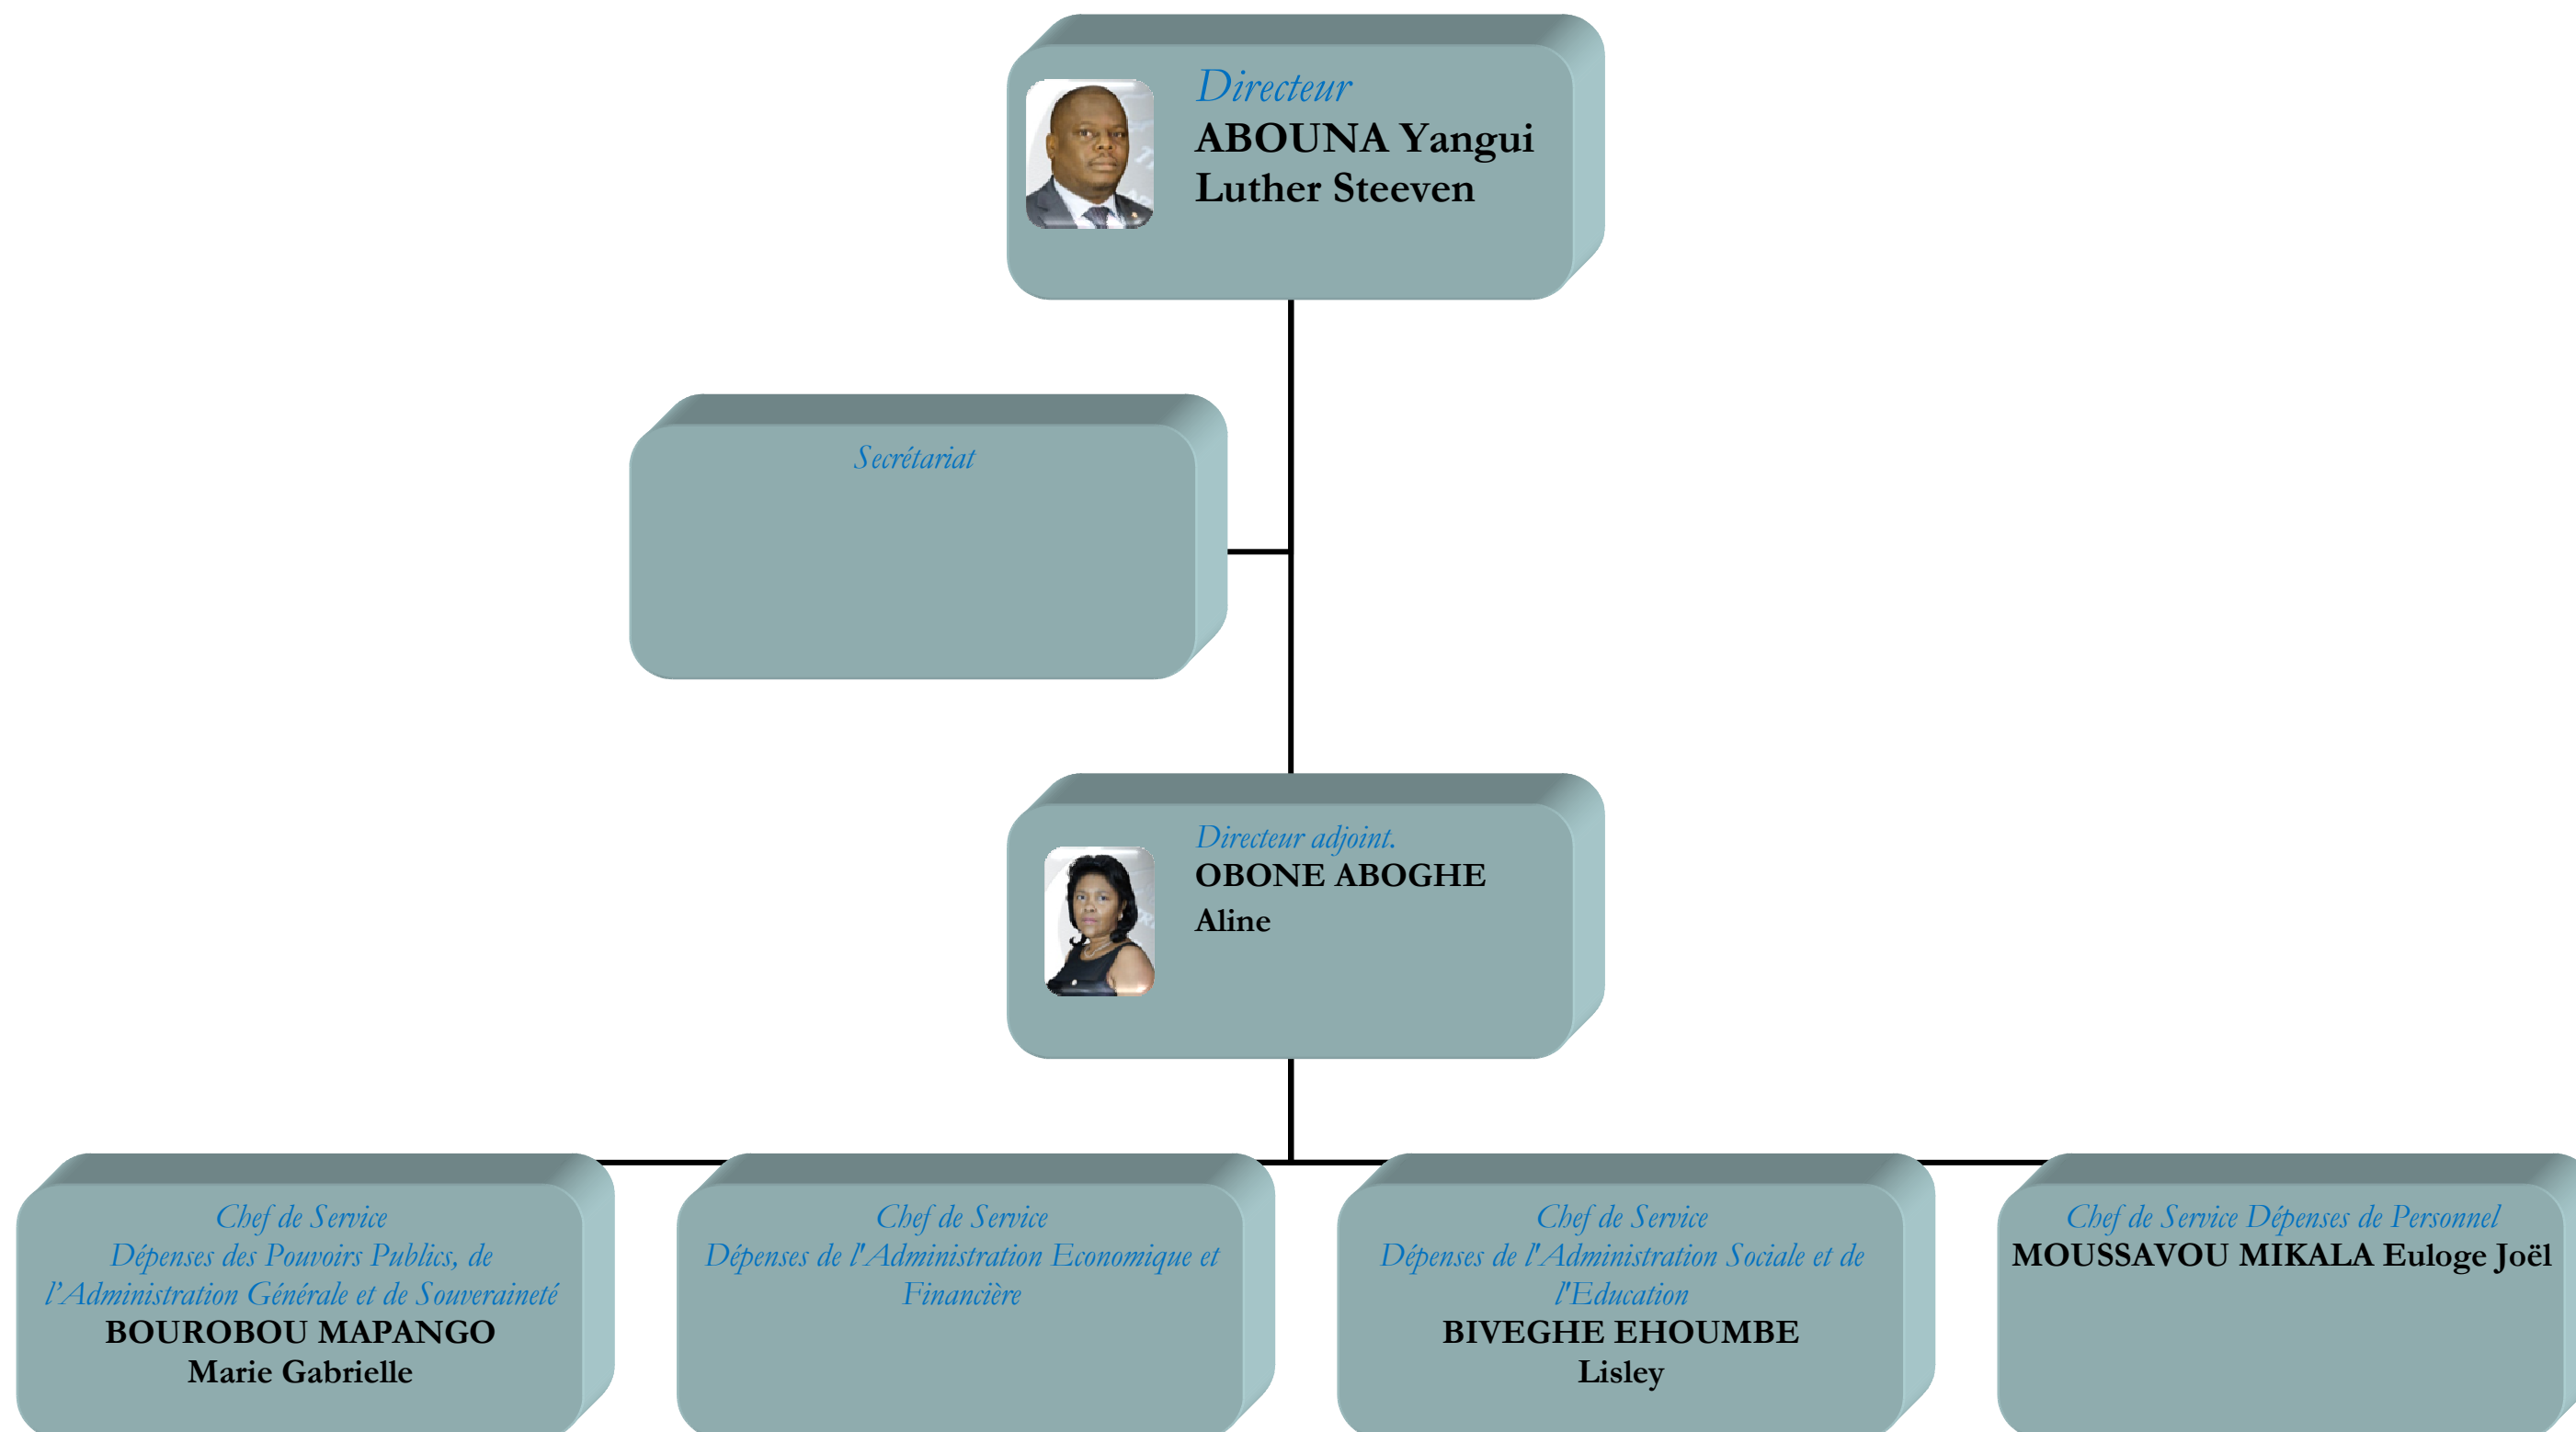 Directeur
ABOUNA Yangui
Luther Steeven
Secrétariat
Directeur adjoint.
OBONE ABOGHE
Aline
Chef de Service
Dépenses des Pouvoirs Publics, de
l’Administration Générale et de Souveraineté
BOUROBOU MAPANGO
Marie Gabrielle
Chef de Service
Dépenses de l'Administration Economique et
Financière
Chef de Service
Dépenses de l'Administration Sociale et de
l'Education
BIVEGHE EHOUMBE
Lisley
Chef de Service Dépenses de Personnel
MOUSSAVOU MIKALA Euloge Joël